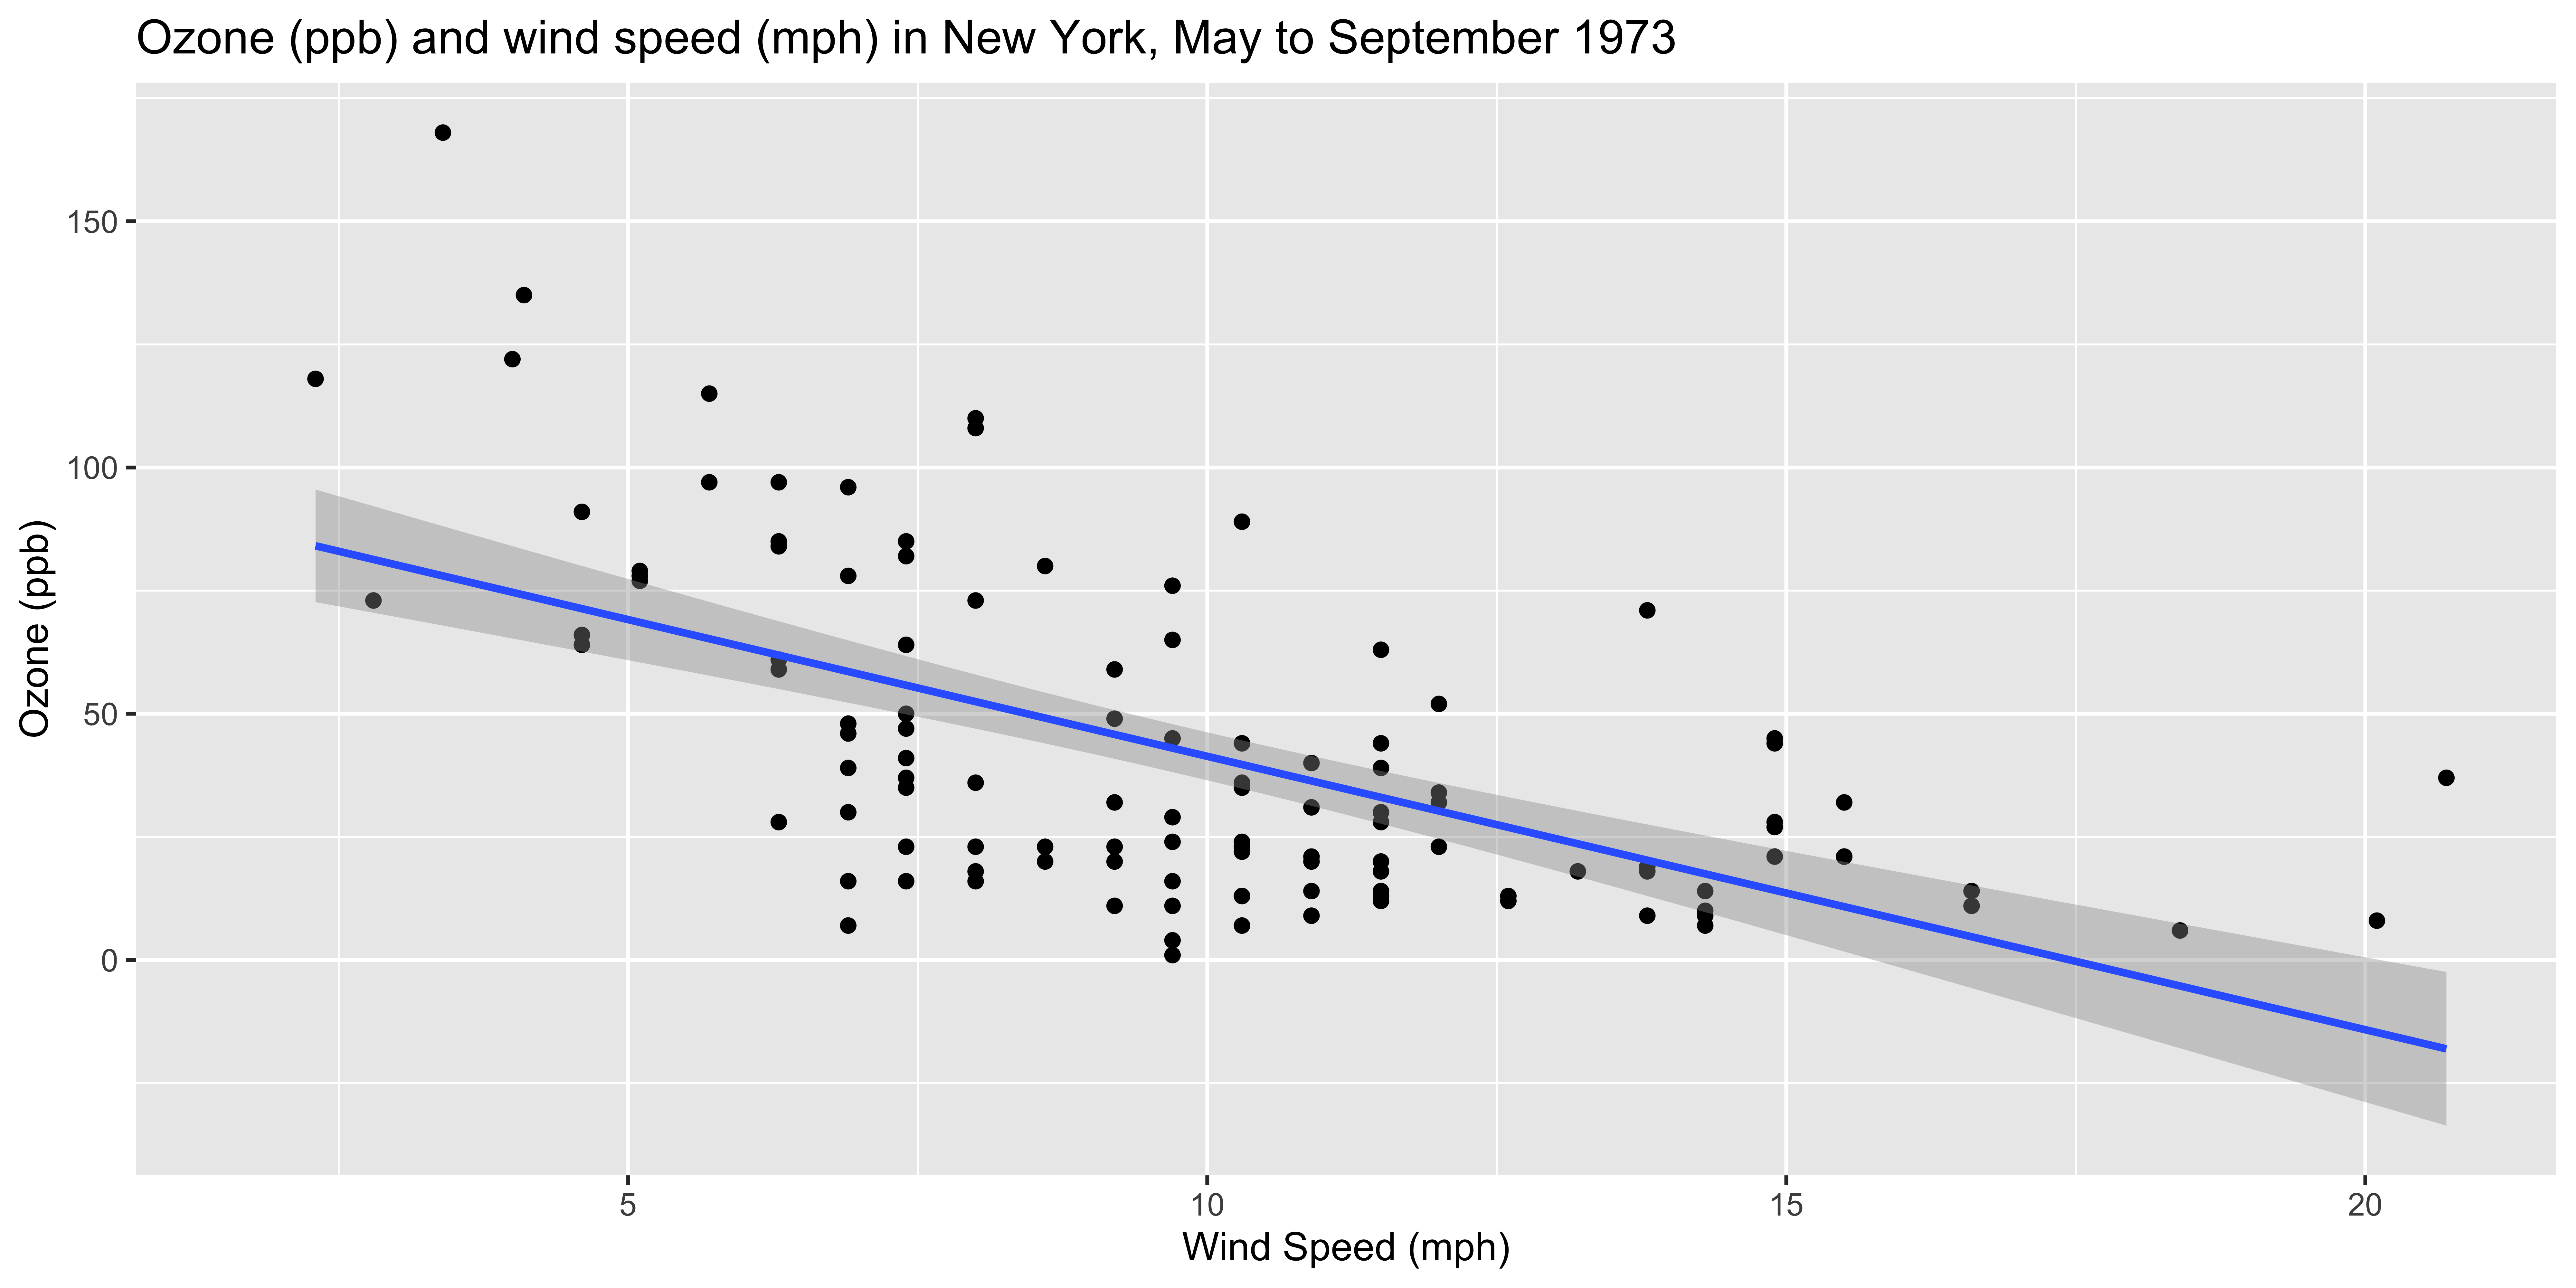 Ozone (ppb) and wind speed (mph) in New York, May to September 1973
150
100
50
0
Ozone (ppb)
5 10 15 20
Wind Speed (mph)